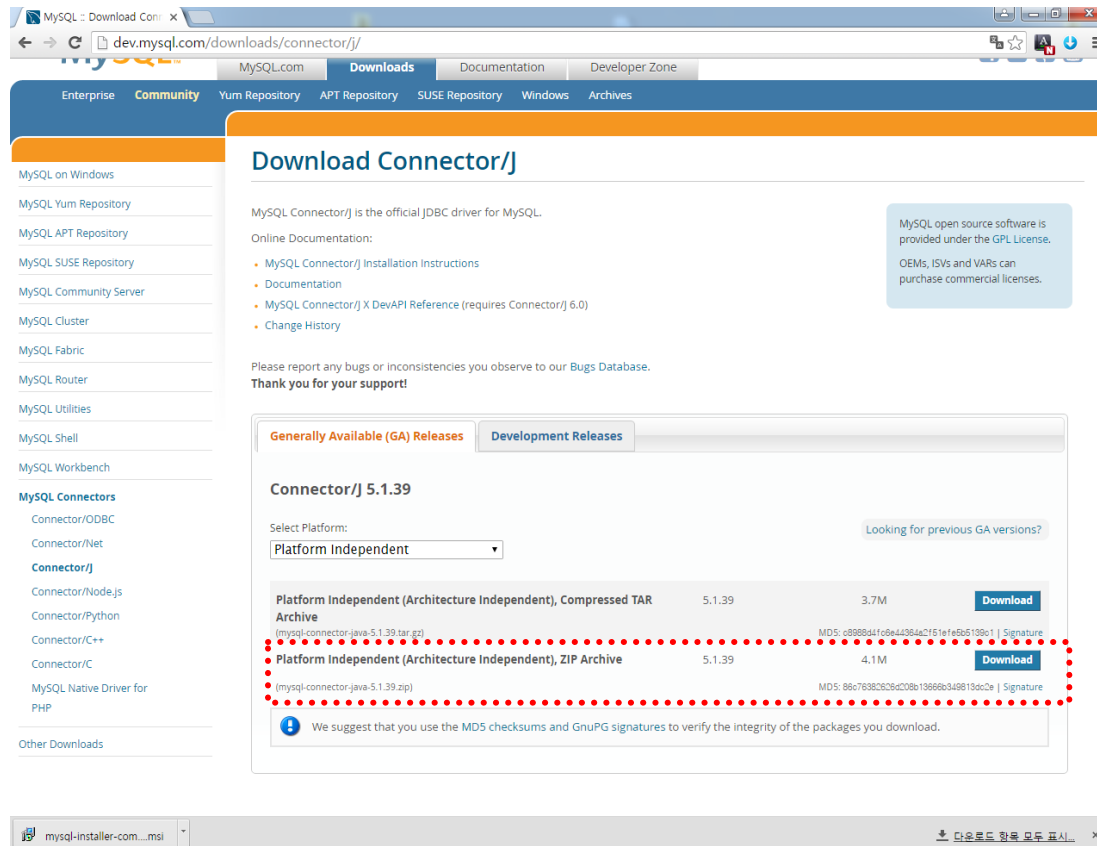 MySQL :: Download Conn
dev.mysql.com/downloads/connector/j/
MySQL.com Downloads Documentation Developer Zone
Enterprise Community Yum Repository APT Repository SUSE Repository Windows Archives
MySQL on Windows
MySQL Yum Repository
MySQL APT Repository
MySQL SUSE Repository
MySQL Community Server
MySQL Cluster
MySQL Fabric
MySQL Router
MySQL Utilities
MySQL Shell
MySQL Workbench
MySQL Connectors
Connector/ODBC
Connector/Net
Connector/J
Connector/Node.js
Connector/Python
Connector/C++
Connector/C
MySQL Native Driver for
PHP
Other Downloads
Download Connector/J
MySQL Connector/J is the official JDBC driver for MySQL.
Online Documentation:
MySQL Connector/J Installation Instructions
Documentation
MySQL Connector/J X DevAPI Reference (requires Connector/J 6.0)
Change History
Please report any bugs or inconsistencies you observe to our Bugs Database.
Thank you for your support!
MySQL open source software is
provided under the GPL License.
OEMs, ISVs and VARs can
purchase commercial licenses.
Generally Available (GA) Releases Development Releases
Connector/J 5.1.39
Select Platform:
Looking for previous GA versions?
Platform Independent
Platform Independent (Architecture Independent), Compressed TAR 5.1.39 3.7M Download
Archive
(mysql-connector-java-5.1.39.tar.gz) MD5: | Signature
Platform Independent (Architecture Independent), ZIP Archive 5.1.39 4.1M Download
(mysql-connector-java-5.1.39.zip) MD5: | Signature
We suggest that you use the MD5 checksums and GnuPG signatures to verify the integrity of the packages you download.
mysql-installer-com....msi 다운로드 항목 모두 표시...